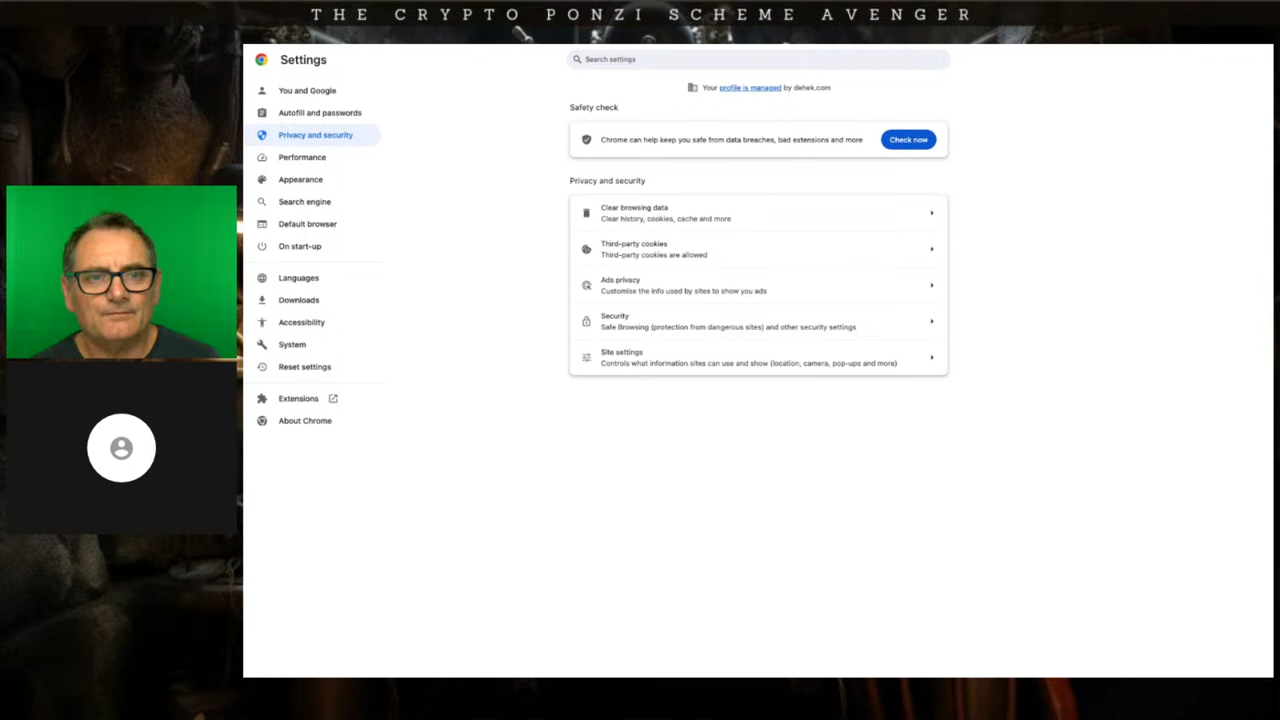 THE CRYPTO PONZI SCHEME AVENGER
Settings
Search settings
You and Google
Autofill and passwords
Privacy and security
Performance
Appearance
Search engine
Default browser
On start-up
Languages
Downloads
Accessibility
System
Reset settings
Extensions
About Chrome
Your profile is managed by dehek.com
Safety check
Chrome can help keep you safe from data breaches, bad extensions and more
Check now
Privacy and security
Clear browsing data
Clear history, cookies, cache and more
Third-party cookies
Third-party cookies are allowed
Ads privacy
Customise the info used by sites to show you ads
Security
Safe Browsing (protection from dangerous sites) and other security settings
Site settings
Controls what information sites can use and show (location, camera, pop-ups and more)